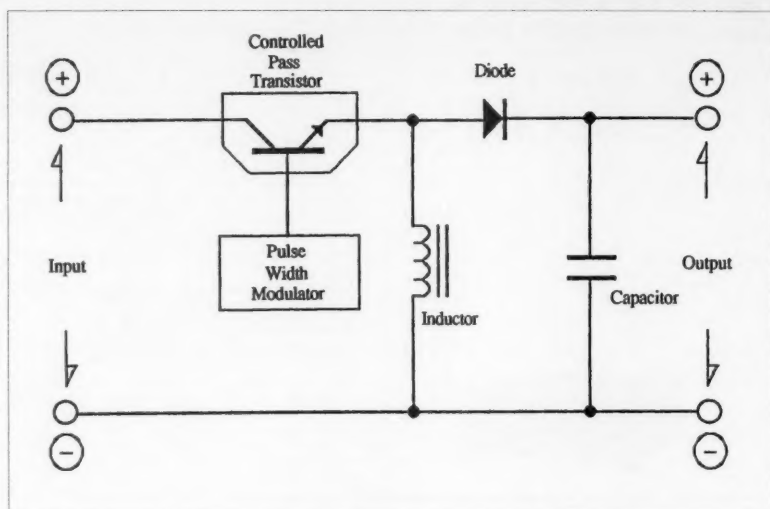 Controlled
Pass
Transistor
Diode
+
+
Pulse
Width
Modulator
Input
Output
Capacitor
Inductor
−
−